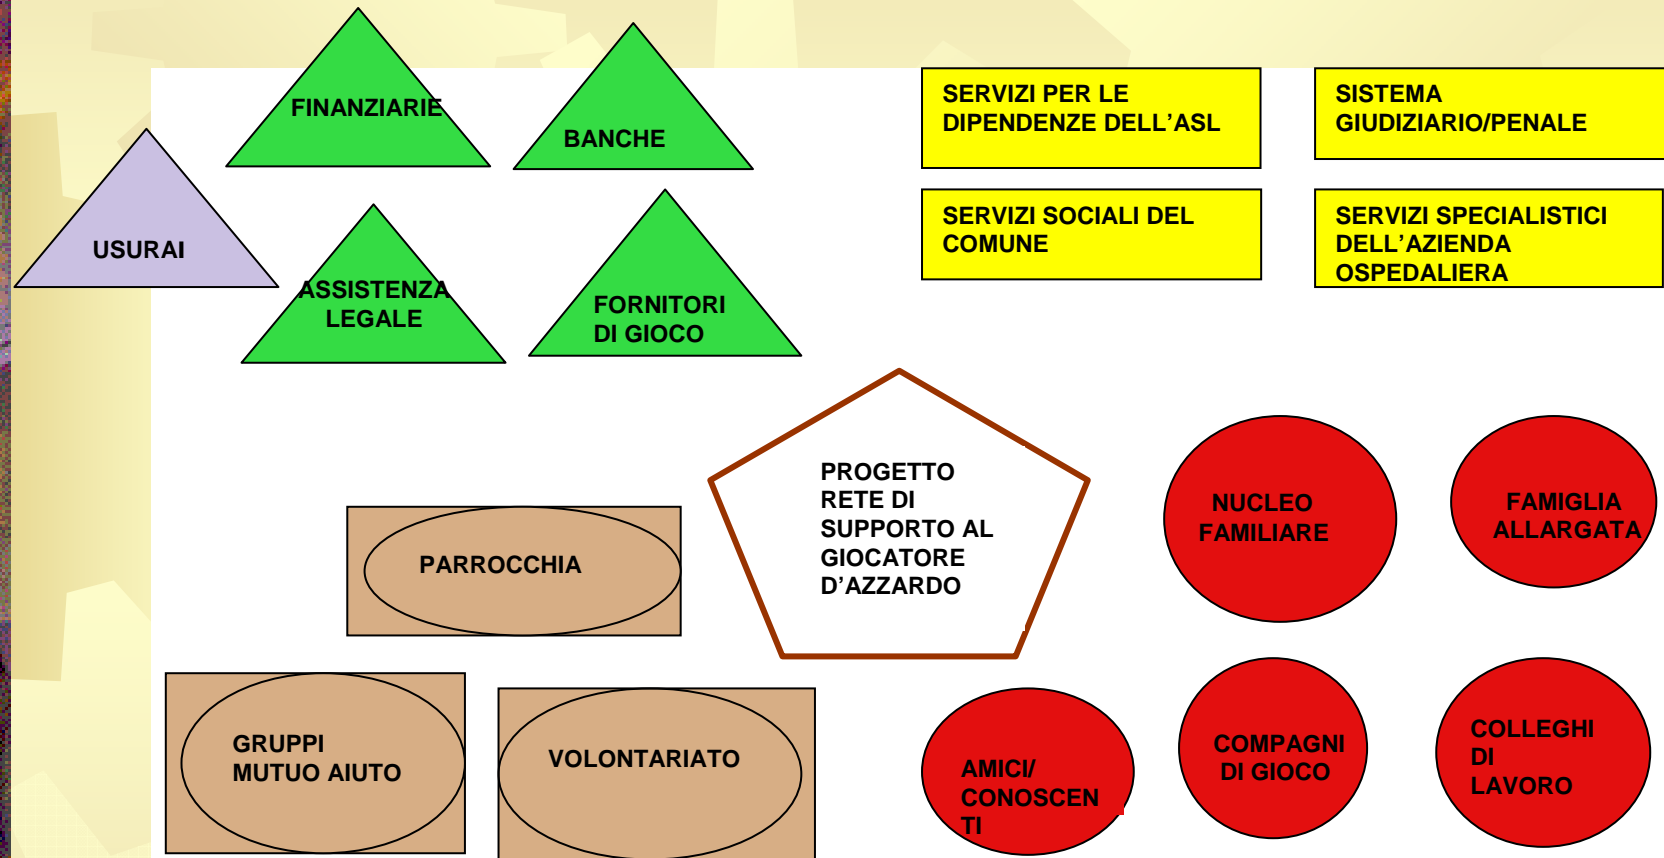 FINANZIARIE
BANCHE
USURAI
ASSISTENZA
LEGALE
FORNITORI
DI GIOCO
SERVIZI PER LE
DIPENDENZE DELL’ASL
SISTEMA
GIUDIZIARIO/PENALE
SERVIZI SOCIALI DEL
COMUNE
SERVIZI SPECIALISTICI
DELL’AZIENDA
OSPEDALIERA
PROGETTO
RETE DI
SUPPORTO AL
GIOCATORE
D’AZZARDO
NUCLEO
FAMILIARE
FAMIGLIA
ALLARGATA
PARROCCHIA
GRUPPI
MUTUO AIUTO
VOLONTARIATO
AMICI/
CONOSCEN
TI
COMPAGNI
DI GIOCO
COLLEGHI
DI
LAVORO